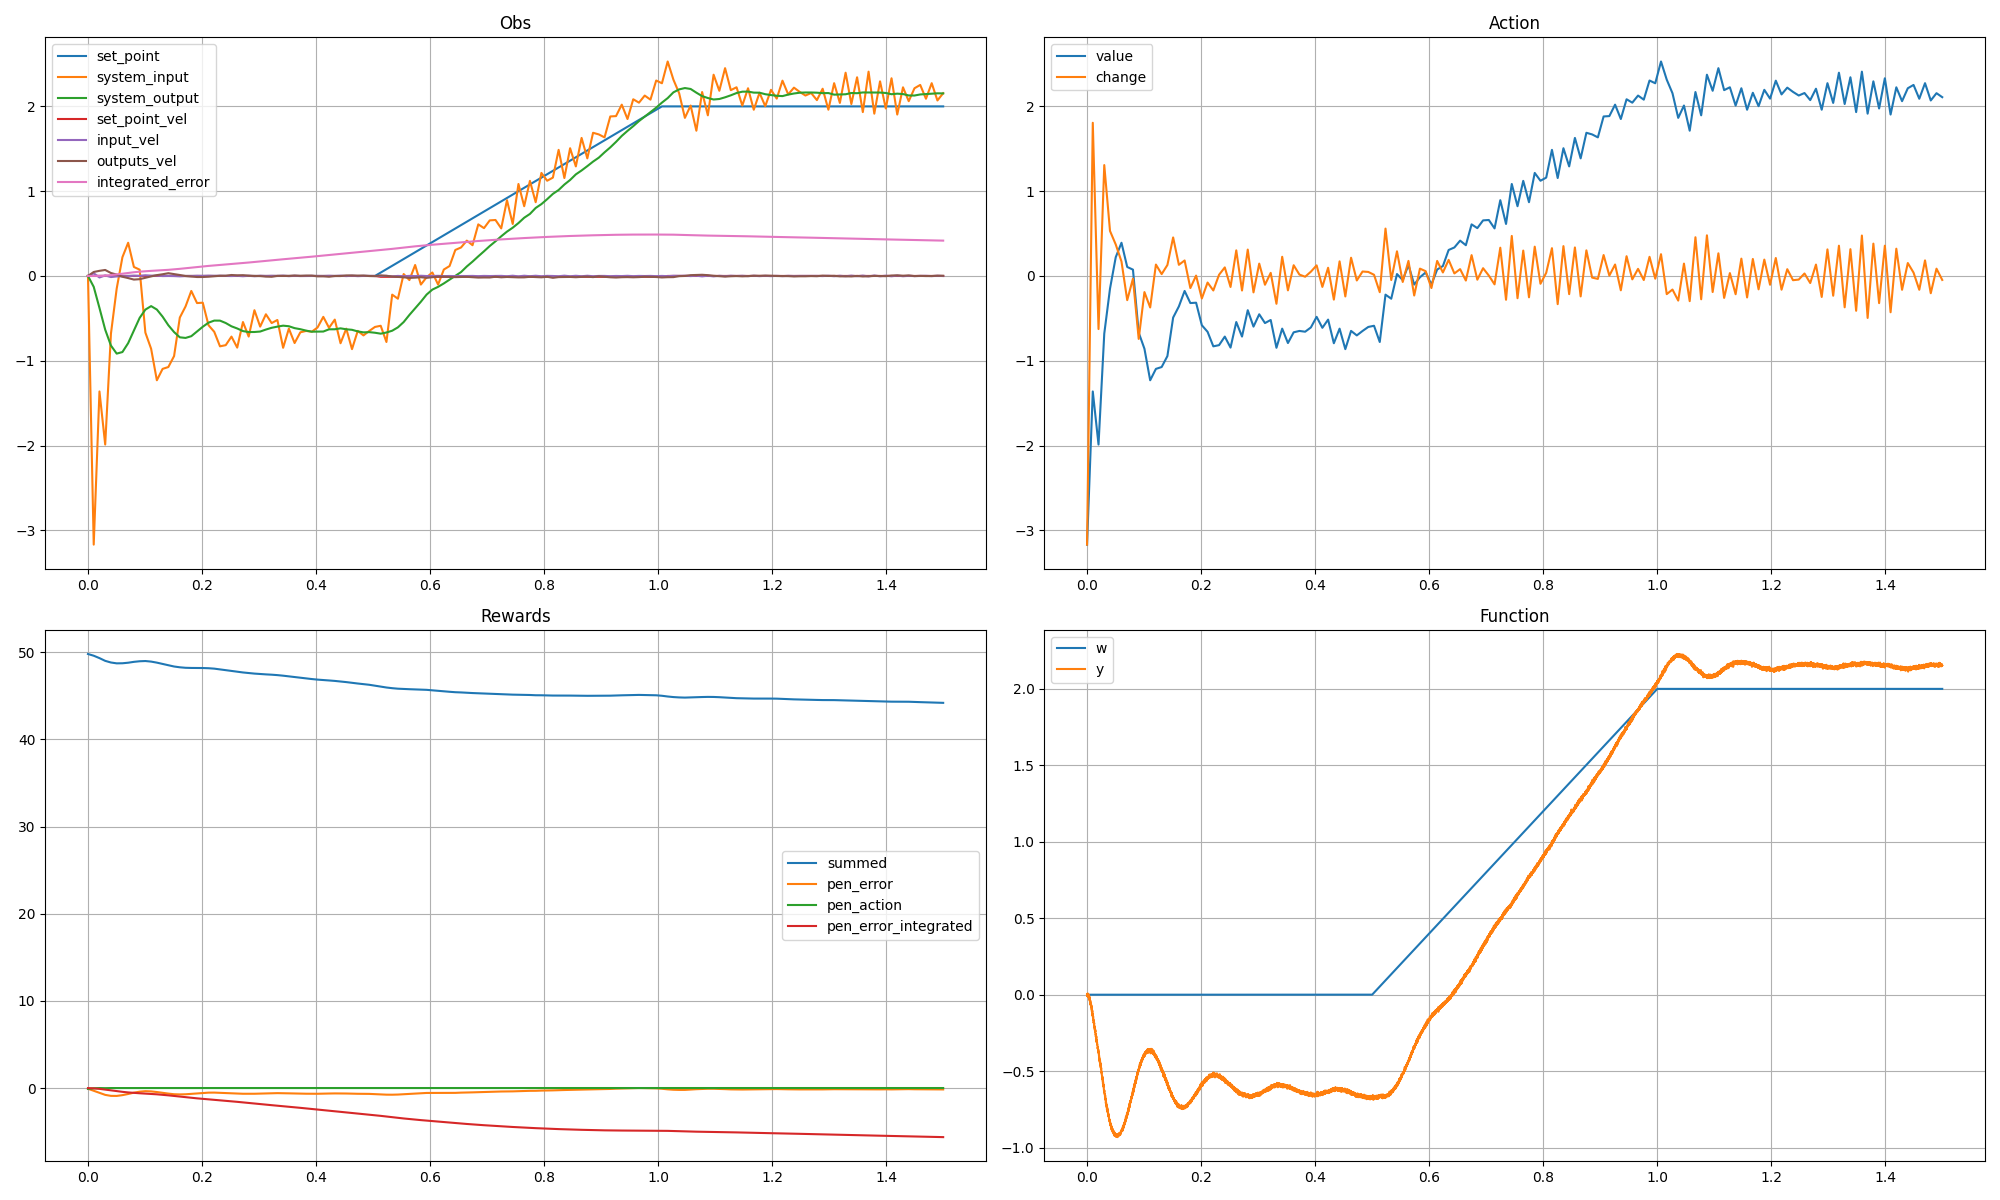 Obs
set_point
system_input
system_output
set_point_vel
input_vel
outputs_vel
integrated_error
2
1
0
−1
−2
−3
0.0 0.2 0.4 0.6 0.8 1.0 1.2 1.4
Action
value
change
2
1
0
−1
−2
−3
0.0 0.2 0.4 0.6 0.8 1.0 1.2 1.4
Rewards
50
40
30
20
10
0
summed
pen_error
pen_action
pen_error_integrated
0.0 0.2 0.4 0.6 0.8 1.0 1.2 1.4
Function
w
y
2.0
1.5
1.0
0.5
0.0
−0.5
−1.0
0.0 0.2 0.4 0.6 0.8 1.0 1.2 1.4